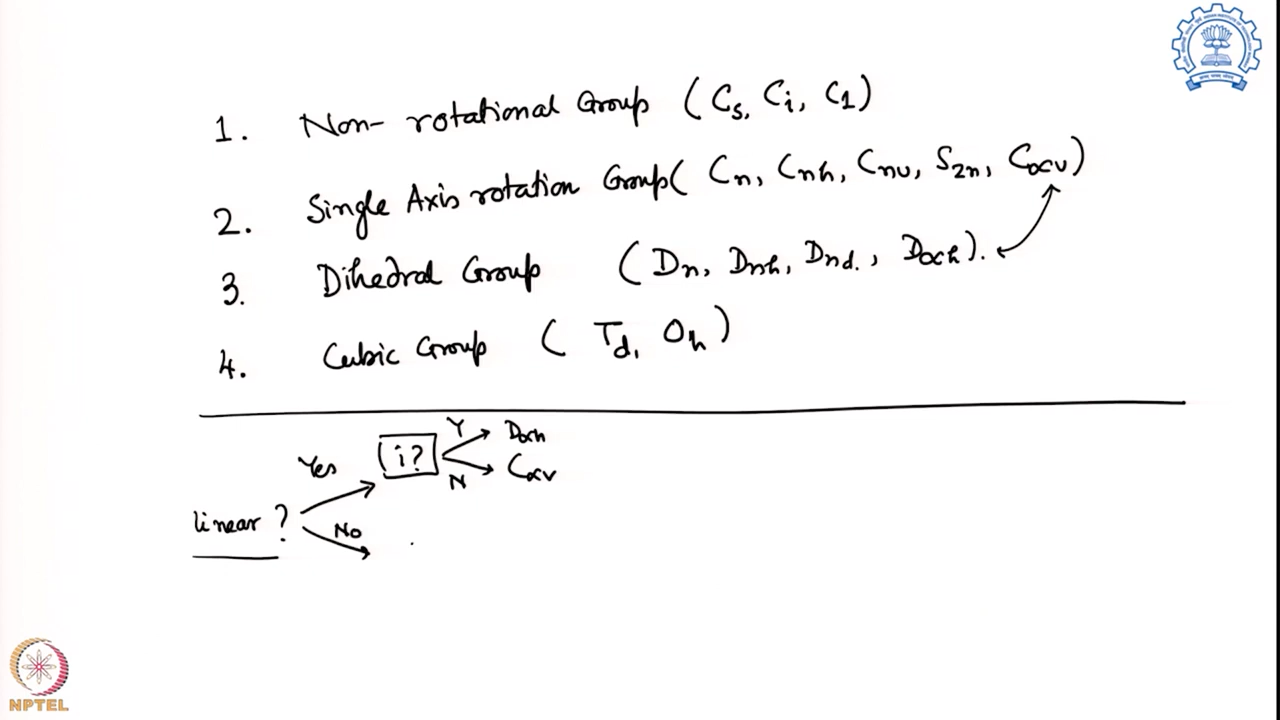 1. Non-rotational Group (Cs, Ci, C1)
2. Single Axis rotation Group (Cn, Cnh, Cnv, S2n, C∝v)
3. Dihedral Group (Dn, Dnh, Dnd., D∝h).
4. Cubic Group (Td, Oh)
Yes i? Y D∝h
N C∝v
linear? No
NPTEL